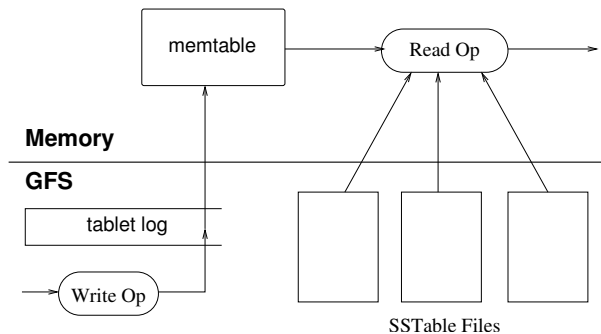 memtable
Read Op
Memory
GFS
tablet log
Write Op
SSTable Files